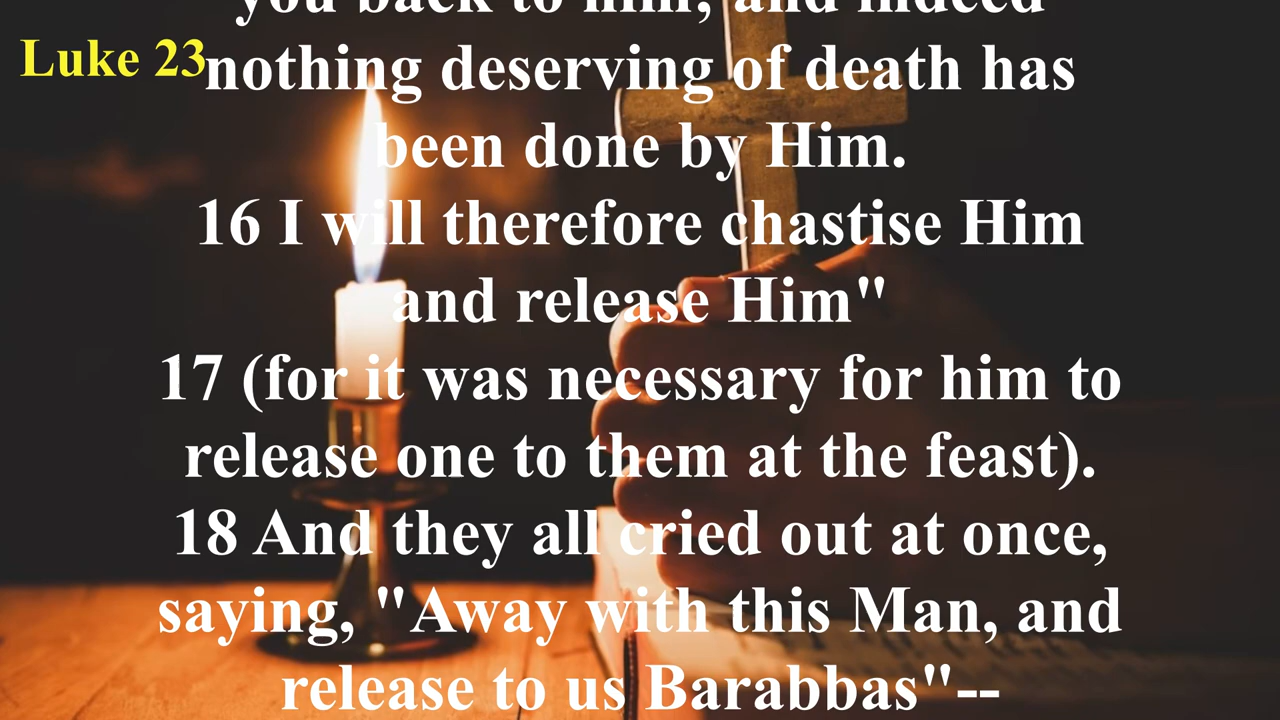 you back to him; and indeed
Luke 23
nothing deserving of death has
been done by Him.
16 I will therefore chastise Him
and release Him"
17 (for it was necessary for him to
release one to them at the feast).
18 And they all cried out at once,
saying, "Away with this Man, and
release to us Barabbas"--